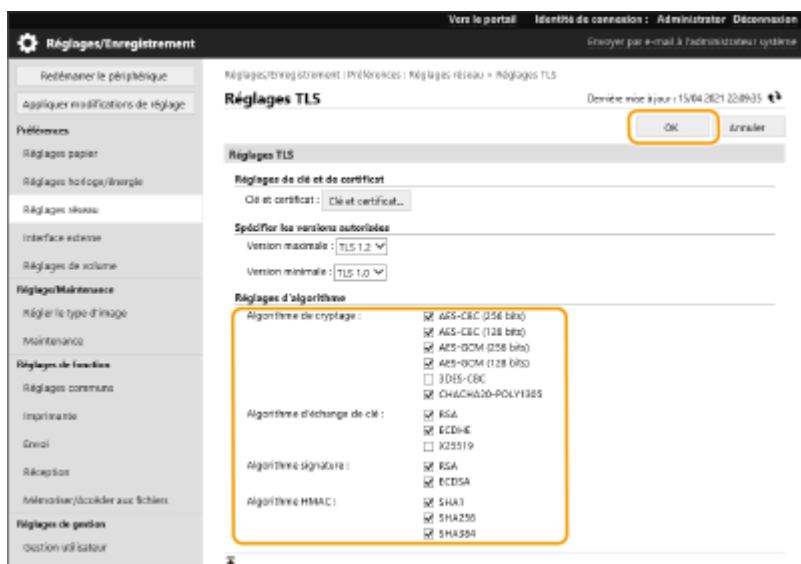 Vers le portail Identité de connexion : Administrator Déconnexion
Réglages/Enregistrement
Envoyer par e-mail à l'administrateur système
Redémarrer le périphérique
Appliquer modifications de réglage
Préférences
Réglages papier
Réglages horloge/énergie
Réglages réseau
Interface externe
Réglages de volume
Réglage/Maintenance
Régler le type d'image
Maintenance
Réglages de fonction
Réglages communs
Imprimante
Envoi
Réception
Mémoriser/Accéder aux fichiers
Réglages de gestion
Gestion utilisateur
Réglages/Enregistrement : Préférences : Réglages réseau > Réglages TLS
Réglages TLS
Dernière mise à jour : 15/04 2021 22:09:35
OK
Annuler
Réglages TLS
Réglages de clé et de certificat
Clé et certificat : Clé et certificat...
Spécifier les versions autorisées
Version maximale : TLS 1.2
Version minimale : TLS 1.0
Réglages d'algorithme
Algorithme de cryptage :
AES-CBC (256 bits)
AES-CBC (128 bits)
AES-GCM (256 bits)
AES-GCM (128 bits)
3DES-CBC
CHACHA20-POLY1305
Algorithme d'échange de clé :
RSA
ECDHE
X25519
Algorithme signature :
RSA
ECDSA
Algorithme HMAC :
SHA1
SHA256
SHA384